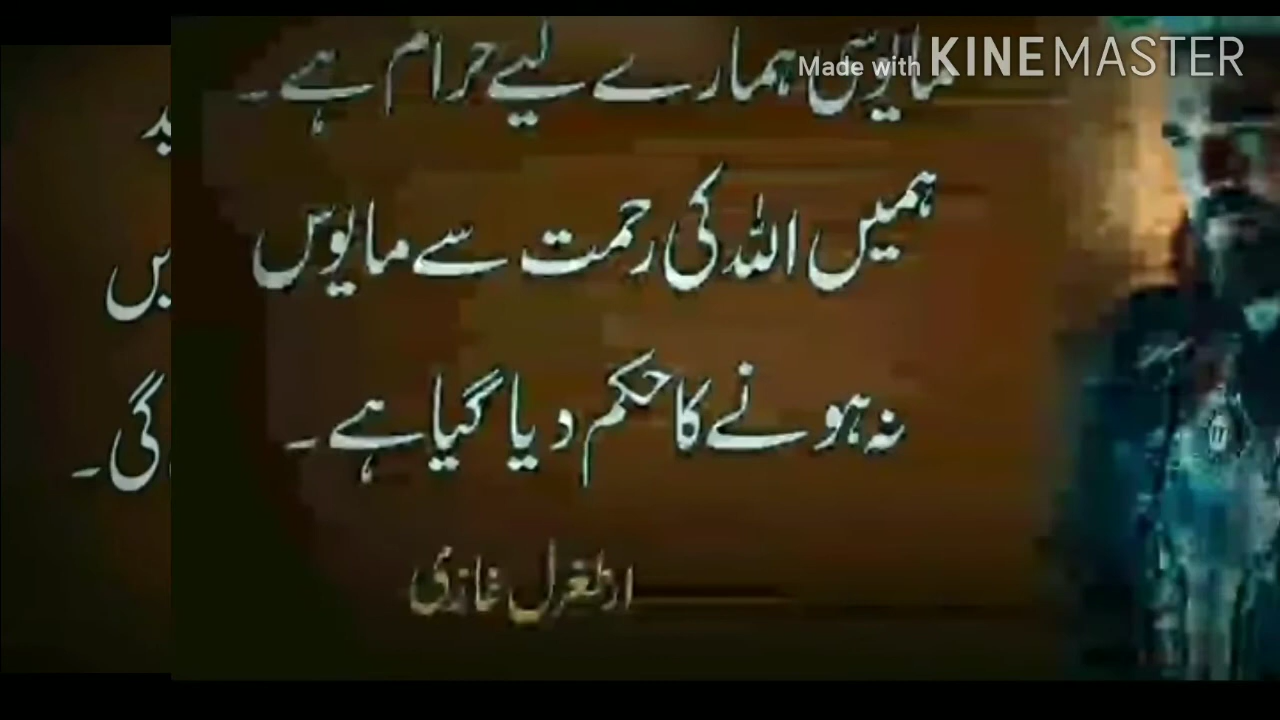 Made with KINEMASTER
مایوسی ہمارے لیے حرام ہے۔
ہمیں اللہ کی رحمت سے مایوس
نہ ہونے کا حکم دیا گیا ہے۔
ارطغرل غازی
گی۔